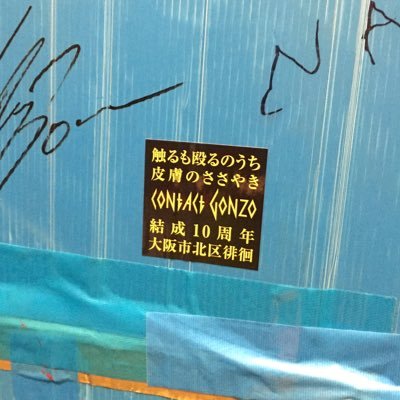 NA
触るも殴るのうち
皮膚のささやき
CONTACT GONZO
結成10周年
大阪市北区徘徊